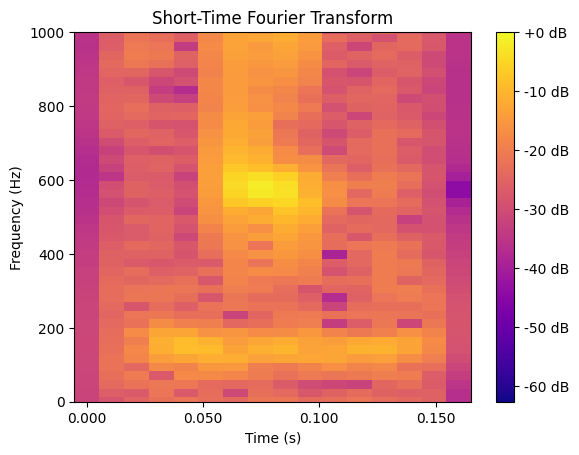 Short-Time Fourier Transform
1000
800
600
400
200
0
Frequency (Hz)
0.000
0.050
0.100
0.150
Time (s)
+0 dB
-10 dB
-20 dB
-30 dB
-40 dB
-50 dB
-60 dB